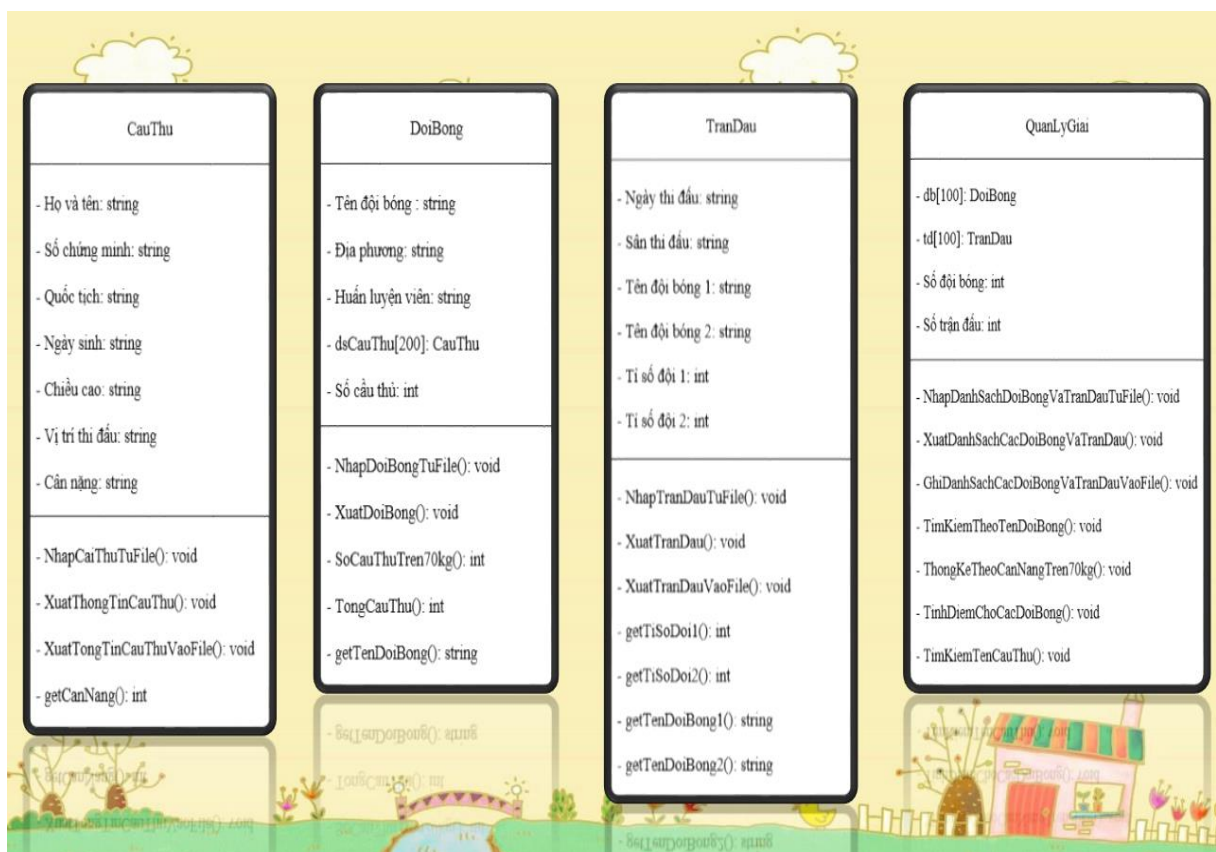 CauThu
- Họ và tên: string
- Số chứng minh: string
- Quốc tịch: string
- Ngày sinh: string
- Chiều cao: string
- Vị trí thi đấu: string
- Cân nặng: string
- NhapCaiThuTuFile(): void
- XuatThongTinCauThu(): void
- XuatTongTinCauThuVaoFile(): void
- getCanNang(): int
DoiBong
- Tên đội bóng : string
- Địa phương: string
- Huấn luyện viên: string
- dsCauThu[200]: CauThu
- Số cầu thủ: int
- NhapDoiBongTuFile(): void
- XuatDoiBong(): void
- SoCauThuTren70kg(): int
- TongCauThu(): int
- getTenDoiBong(): string
TranDau
- Ngày thi đấu: string
- Sân thi đấu: string
- Tên đội bóng 1: string
- Tên đội bóng 2: string
- Tỉ số đội 1: int
- Tỉ số đội 2: int
- NhapTranDauTuFile(): void
- XuatTranDau(): void
- XuatTranDauVaoFile(): void
- getTiSoDoi1(): int
- getTiSoDoi2(): int
- getTenDoiBong1(): string
- getTenDoiBong2(): string
QuanLyGiai
- db[100]: DoiBong
- td[100]: TranDau
- Số đội bóng: int
- Số trận đấu: int
- NhapDanhSachDoiBongVaTranDauTuFile(): void
- XuatDanhSachCacDoiBongVaTranDau(): void
- GhiDanhSachCacDoiBongVaTranDauVaoFile(): void
- TimKiemTheoTenDoiBong(): void
- ThongKeTheoCanNangTren70kg(): void
- TinhDiemChoCacDoiBong(): void
- TimKiemTenCauThu(): void